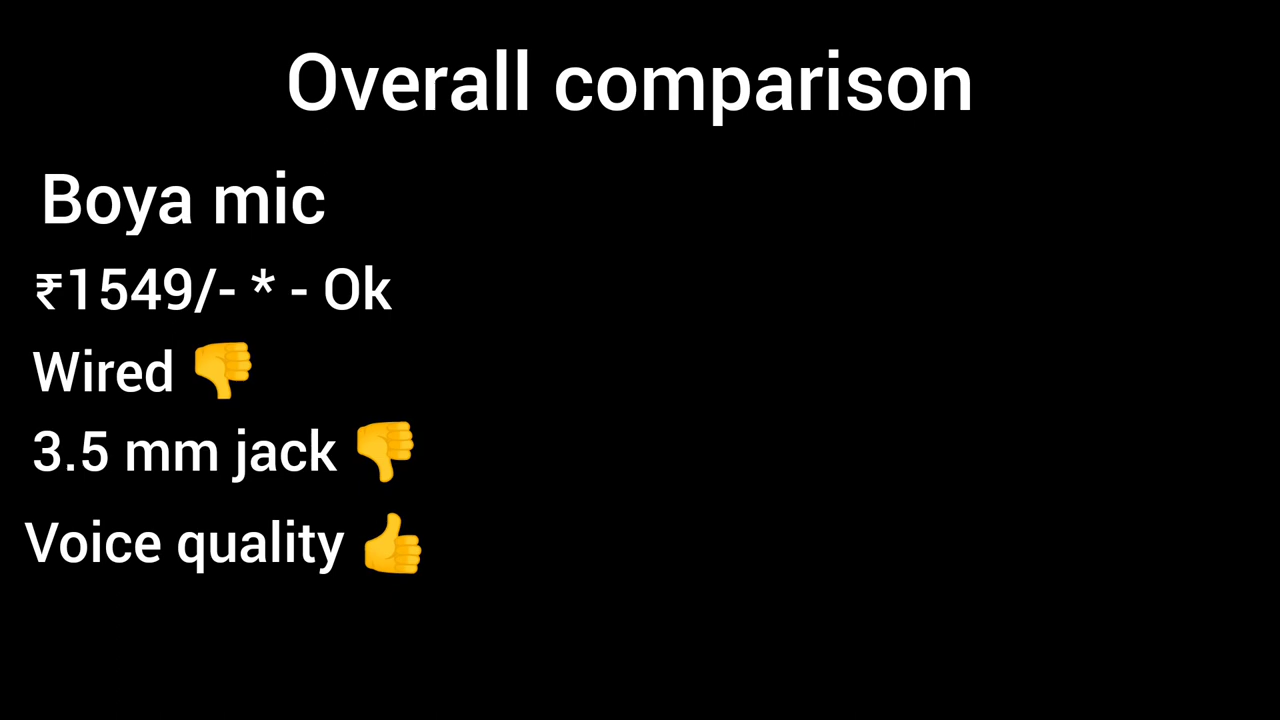 Overall comparison
Boya mic
₹1549/- * - Ok
Wired 👎
3.5 mm jack 👎
Voice quality 👍